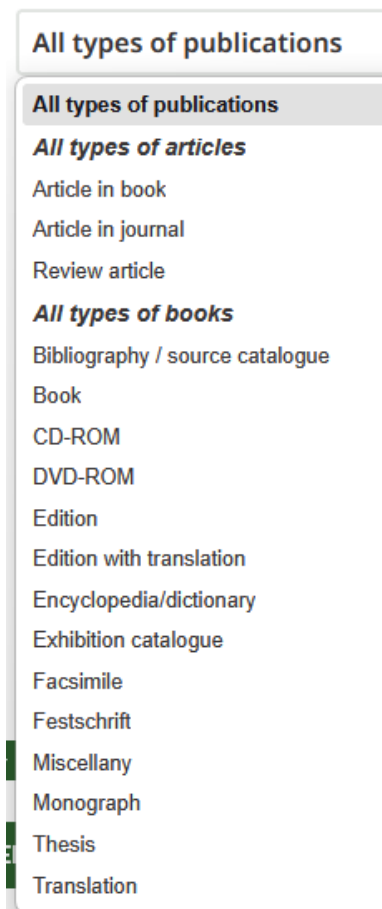 All types of publications
All types of publications
All types of articles
Article in book
Article in journal
Review article
All types of books
Bibliography / source catalogue
Book
CD-ROM
DVD-ROM
Edition
Edition with translation
Encyclopedia/dictionary
Exhibition catalogue
Facsimile
Festschrift
Miscellany
Monograph
Thesis
Translation